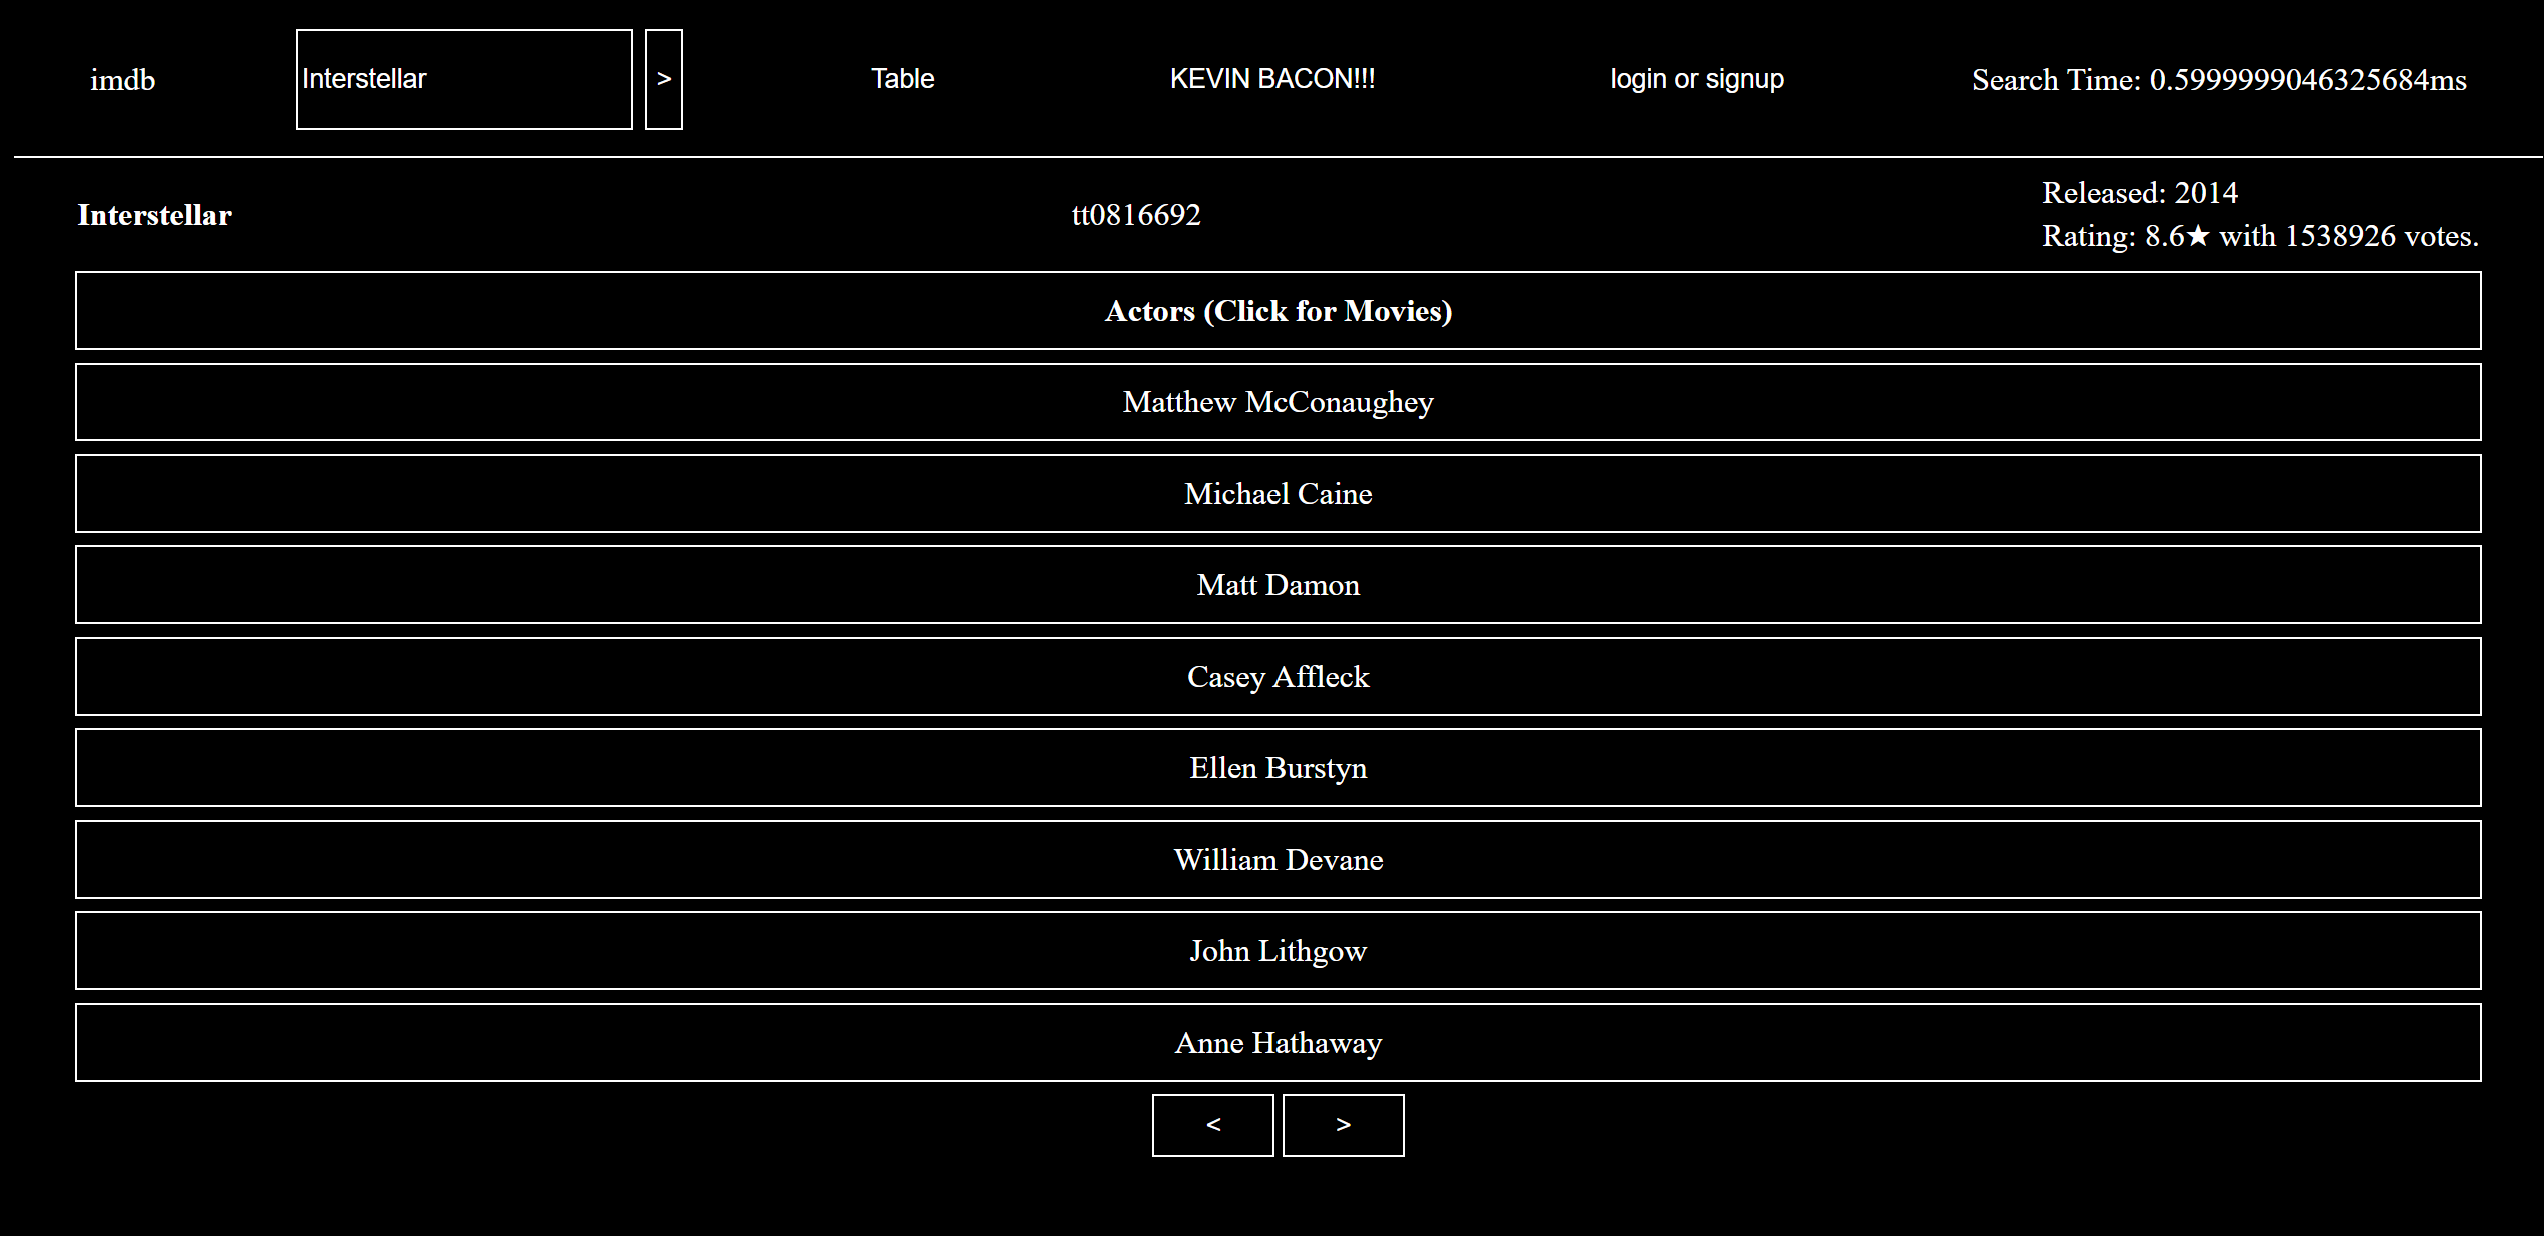 imdb Interstellar > Table KEVIN BACON!!! login or signup Search Time: 0.5999999046325684ms
Interstellar tt0816692 Released: 2014
Rating: 8.6★ with 1538926 votes.
Actors (Click for Movies)
Matthew McConaughey
Michael Caine
Matt Damon
Casey Affleck
Ellen Burstyn
William Devane
John Lithgow
Anne Hathaway
< >